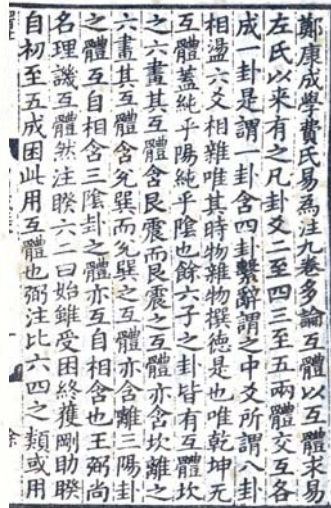 鄭康成學費氏易為注九卷多論互體以互體求易
左氏以来有之凡卦爻二至四三至五兩體交互各
成一卦是謂一卦含四卦繫辭謂之中爻所謂八卦
相盪六爻相雜唯其時物雜物撰德是也唯乾坤无
互體蓋純乎陽純乎陰也餘六子之卦皆有互體坎
之六畫其互體含艮震而艮震之互體亦含坎離之
六畫其互體含兊巽而兊巽之互體亦含離三陽卦
之體互自相含三隂卦之體亦互自相含也王弼尚
名理譏互體然注睽六二曰始雖受困終獲剛助睽
自初至五成困此用互體也弼注比六四之類或用